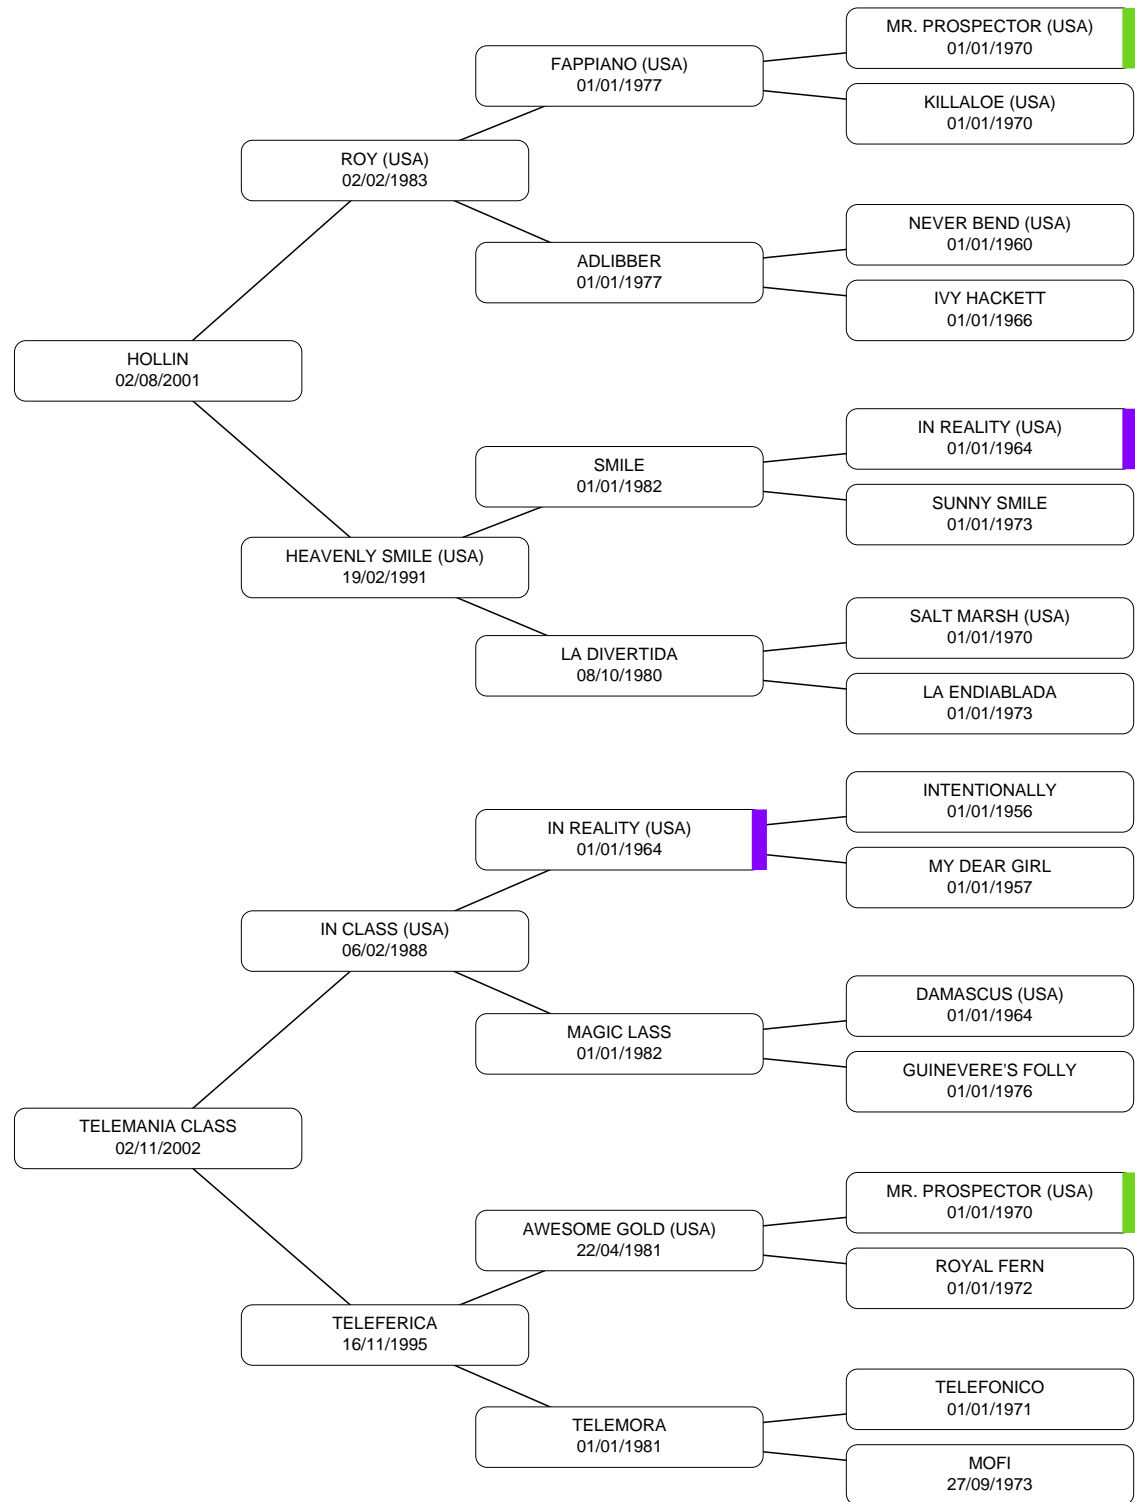 MR. PROSPECTOR (USA)
01/01/1970
FAPPIANO (USA)
01/01/1977
KILLALOE (USA)
01/01/1970
ROY (USA)
02/02/1983
NEVER BEND (USA)
01/01/1960
ADLIBBER
01/01/1977
IVY HACKETT
01/01/1966
HOLLIN
02/08/2001
IN REALITY (USA)
01/01/1964
SMILE
01/01/1982
SUNNY SMILE
01/01/1973
HEAVENLY SMILE (USA)
19/02/1991
SALT MARSH (USA)
01/01/1970
LA DIVERTIDA
08/10/1980
LA ENDIABLADA
01/01/1973
INTENTIONALLY
01/01/1956
IN REALITY (USA)
01/01/1964
MY DEAR GIRL
01/01/1957
IN CLASS (USA)
06/02/1988
DAMASCUS (USA)
01/01/1964
MAGIC LASS
01/01/1982
GUINEVERE'S FOLLY
01/01/1976
TELEMANIA CLASS
02/11/2002
MR. PROSPECTOR (USA)
01/01/1970
AWESOME GOLD (USA)
22/04/1981
ROYAL FERN
01/01/1972
TELEFERICA
16/11/1995
TELEFONICO
01/01/1971
TELEMORA
01/01/1981
MOFI
27/09/1973